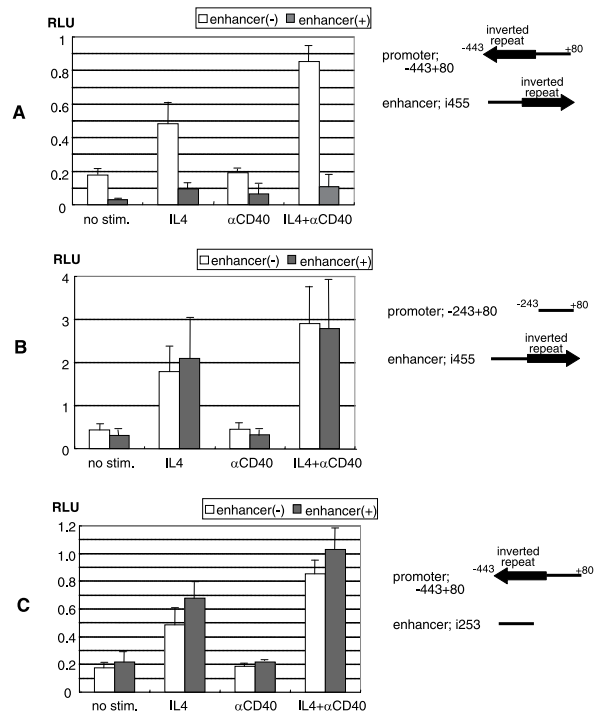 RLU
enhancer(-) enhancer(+)
1
0.8
0.6
0.4
0.2
0
no stim. IL4 αCD40 IL4+αCD40
A
inverted
repeat
-443 +80
promoter;
-443+80
inverted
repeat
enhancer; i455
enhancer(-) enhancer(+)
4
3
2
1
0
no stim. IL4 αCD40 IL4+αCD40
B
-243 +80
promoter; -243+80
inverted
repeat
enhancer; i455
RLU
enhancer(-) enhancer(+)
1.2
1.0
0.8
0.6
0.4
0.2
0
no stim. IL4 αCD40 IL4+αCD40
C
inverted
repeat
-443 +80
promoter;
-443+80
enhancer; i253